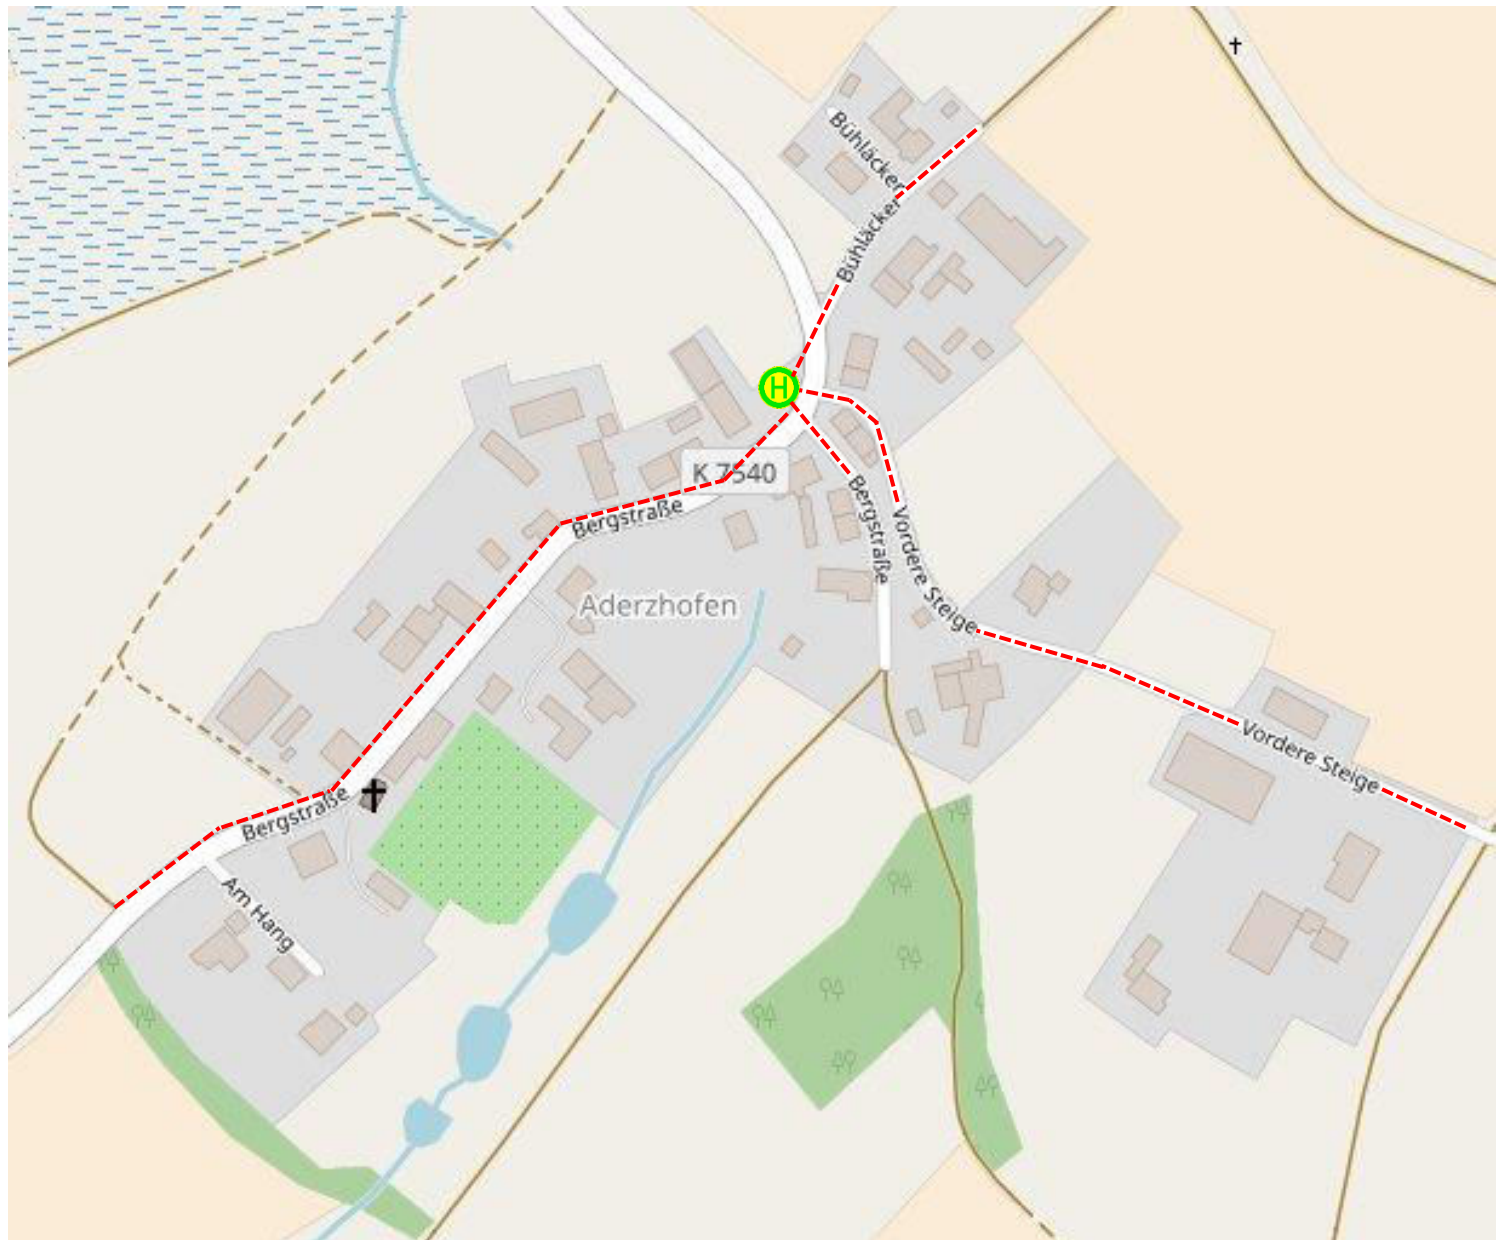 Bühläcker
Bühläcker
H
K 7540
Bergstraße
Bergstraße
Vordere Steige
Aderzhofen
Vordere Steige
Bergstraße
Am Hang